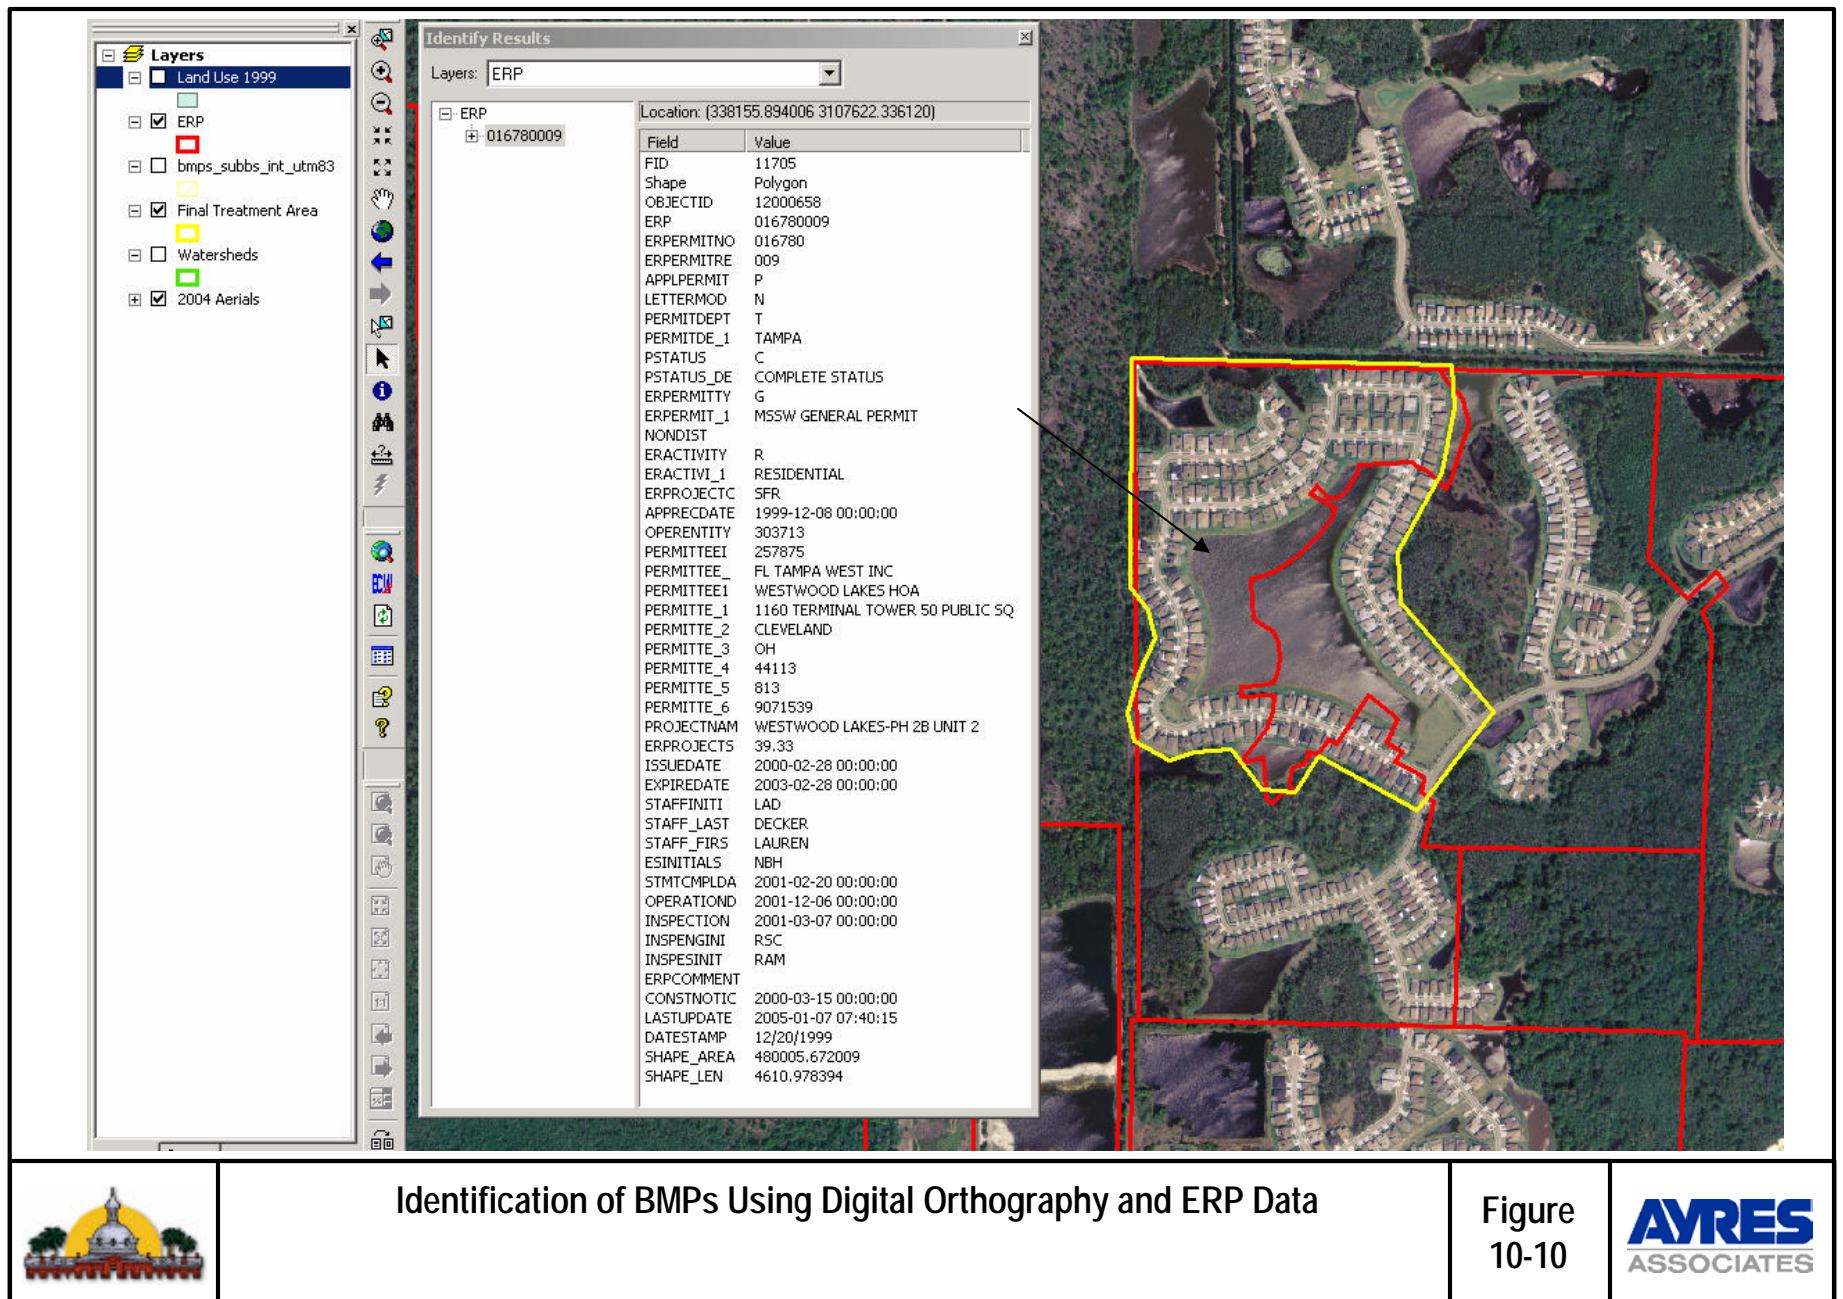 Layers
Land Use 1999
ERP
bmps_subbs_int_utm83
Final Treatment Area
Watersheds
2004 Aerials
Identify Results
Layers: ERP
ERP
016780009
Location: (338155.894006 3107622.336120)
Field Value
FID 11705
Shape Polygon
OBJECTID 12000658
ERP 016780009
ERPERMITNO 016780
ERPERMITRE 009
APPLPERMIT P
LETTERMOD N
PERMITDEPT T
PERMITDE_1 TAMPA
PSTATUS C
PSTATUS_DE COMPLETE STATUS
ERPERMITTY G
ERPERMIT_1 MSSW GENERAL PERMIT
NONDIST
ERACTIVITY R
ERACTIVI_1 RESIDENTIAL
ERPROJECTC SFR
APPRECDATE 1999-12-08 00:00:00
OPERENTITY 303713
PERMITTEEI 257875
PERMITTEE_ FL TAMPA WEST INC
PERMITTEE1 WESTWOOD LAKES HOA
PERMITTE_1 1160 TERMINAL TOWER 50 PUBLIC SQ
PERMITTE_2 CLEVELAND
PERMITTE_3 OH
PERMITTE_4 44113
PERMITTE_5 813
PERMITTE_6 9071539
PROJECTNAM WESTWOOD LAKES-PH 2B UNIT 2
ERPROJECTS 39.33
ISSUEDATE 2000-02-28 00:00:00
EXPIREDATE 2003-02-28 00:00:00
STAFFINITI LAD
STAFF_LAST DECKER
STAFF_FIRS LAUREN
ESINITIALS NBH
STMTCMPLDA 2001-02-20 00:00:00
OPERATIOND 2001-12-06 00:00:00
INSPECTION 2001-03-07 00:00:00
INSPENGINI RSC
INSPESINIT RAM
ERPCOMMENT
CONSTNOTIC 2000-03-15 00:00:00
LASTUPDATE 2005-01-07 07:40:15
DATESTAMP 12/20/1999
SHAPE_AREA 480005.672009
SHAPE_LEN 4610.978394
ECW
1:1
Identification of BMPs Using Digital Orthography and ERP Data
Figure
10-10
AYRES
ASSOCIATES